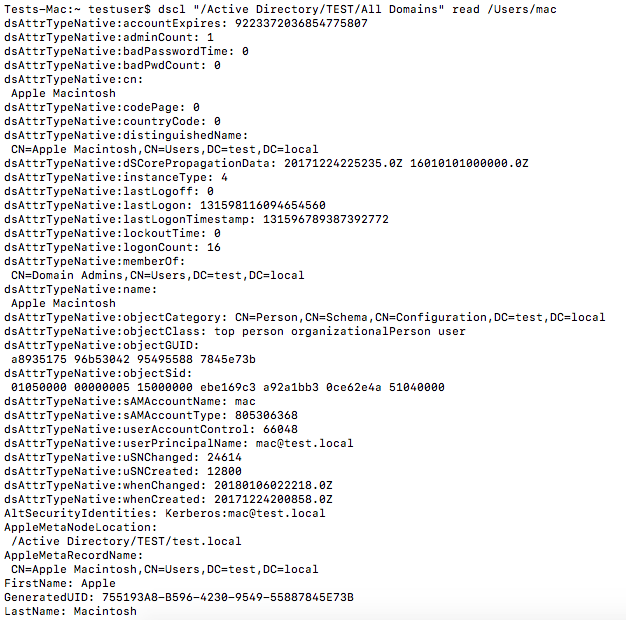 Tests-Mac:~ testuser$ dscl "/Active Directory/TEST/All Domains" read /Users/mac
dsAttrTypeNative:accountExpires: 9223372036854775807
dsAttrTypeNative:adminCount: 1
dsAttrTypeNative:badPasswordTime: 0
dsAttrTypeNative:badPwdCount: 0
dsAttrTypeNative:cn:
 Apple Macintosh
dsAttrTypeNative:codePage: 0
dsAttrTypeNative:countryCode: 0
dsAttrTypeNative:distinguishedName:
 CN=Apple Macintosh,CN=Users,DC=test,DC=local
dsAttrTypeNative:dSCorePropagationData: 20171224225235.0Z 16010101000000.0Z
dsAttrTypeNative:instanceType: 4
dsAttrTypeNative:lastLogoff: 0
dsAttrTypeNative:lastLogon: 131598116094654560
dsAttrTypeNative:lastLogonTimestamp: 131596789387392772
dsAttrTypeNative:lockoutTime: 0
dsAttrTypeNative:logonCount: 16
dsAttrTypeNative:memberOf:
 CN=Domain Admins,CN=Users,DC=test,DC=local
dsAttrTypeNative:name:
 Apple Macintosh
dsAttrTypeNative:objectCategory: CN=Person,CN=Schema,CN=Configuration,DC=test,DC=local
dsAttrTypeNative:objectClass: top person organizationalPerson user
dsAttrTypeNative:objectGUID:
 a8935175 96b53042 95495588 7845e73b
dsAttrTypeNative:objectSid:
 01050000 00000005 15000000 ebe169c3 a92a1bb3 0ce62e4a 51040000
dsAttrTypeNative:sAMAccountName: mac
dsAttrTypeNative:sAMAccountType: 805306368
dsAttrTypeNative:userAccountControl: 66048
dsAttrTypeNative:userPrincipalName: mac@test.local
dsAttrTypeNative:uSNChanged: 24614
dsAttrTypeNative:uSNCreated: 12800
dsAttrTypeNative:whenChanged: 20180106022218.0Z
dsAttrTypeNative:whenCreated: 20171224200858.0Z
AltSecurityIdentities: Kerberos:mac@test.local
AppleMetaNodeLocation:
 /Active Directory/TEST/test.local
AppleMetaRecordName:
 CN=Apple Macintosh,CN=Users,DC=test,DC=local
FirstName: Apple
GeneratedUID: 755193A8-B596-4230-9549-55887845E73B
LastName: Macintosh